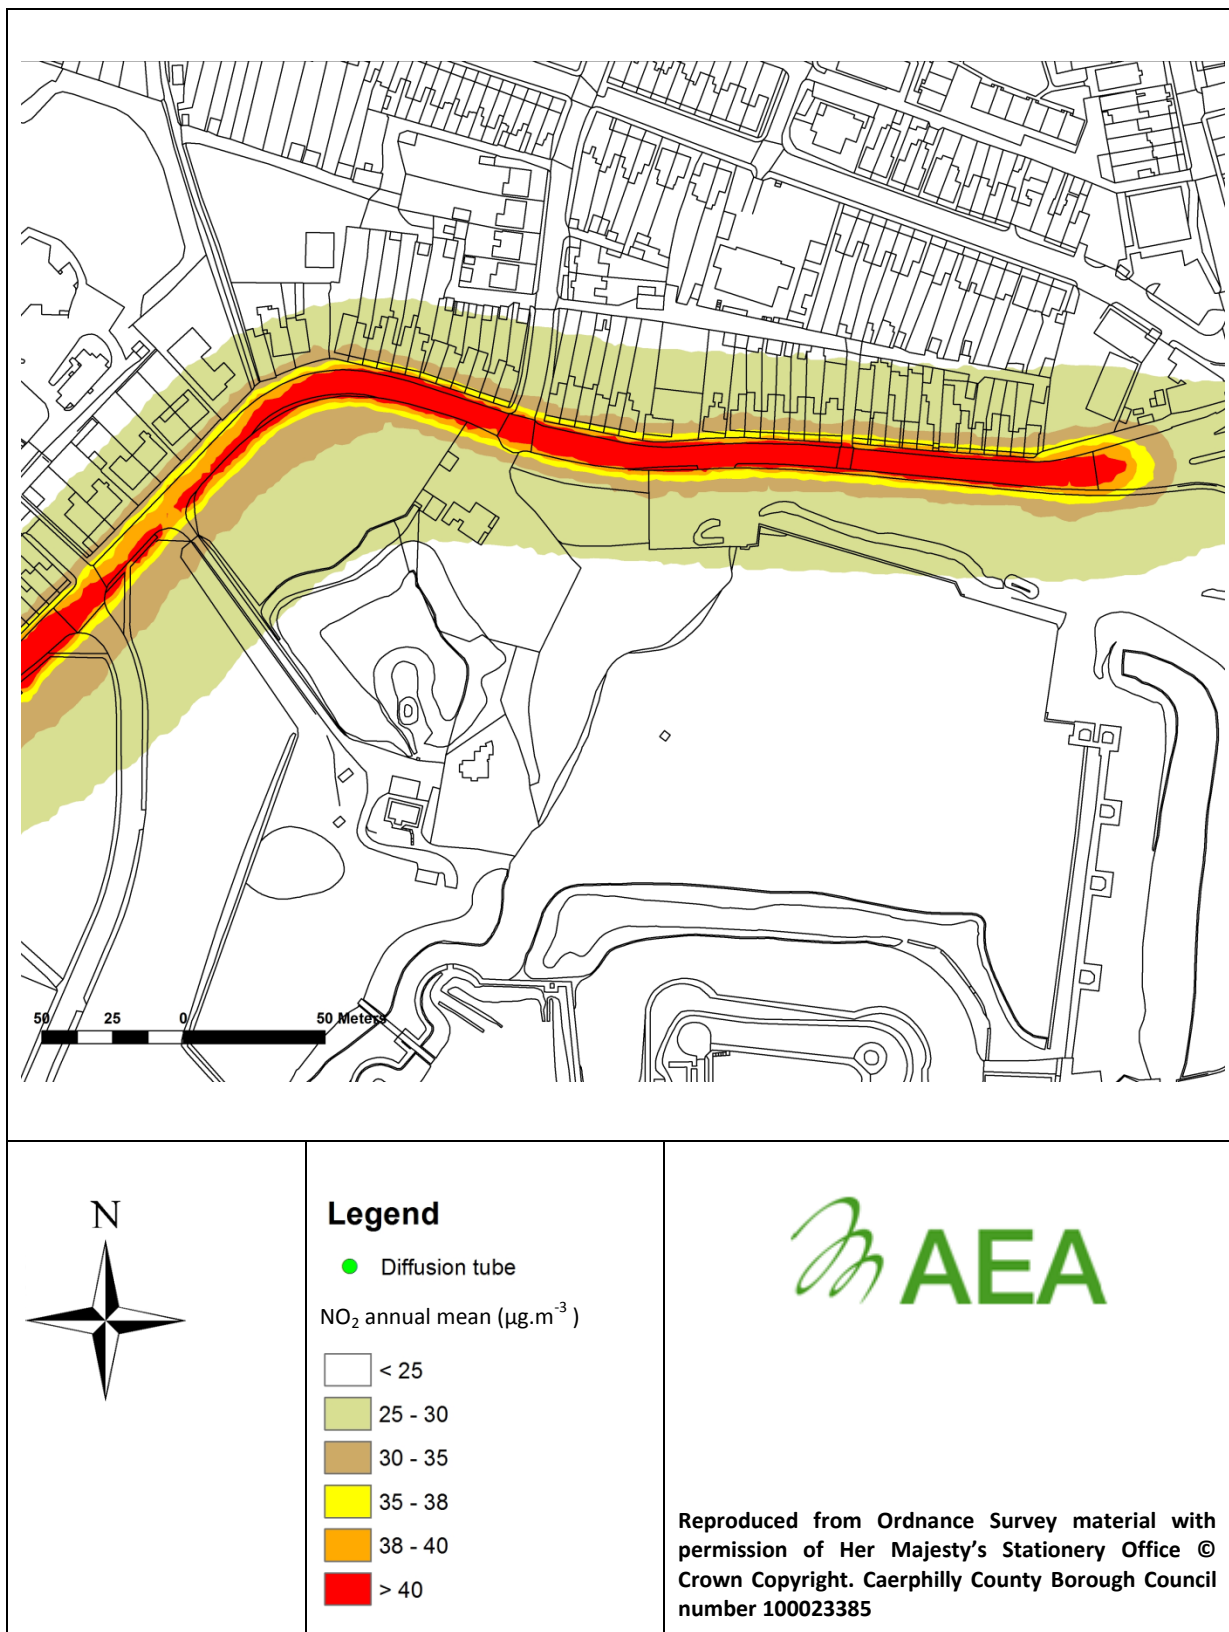 50 25 0 50 Meters
N
Legend
Diffusion tube
NO₂ annual mean (µg.m⁻³ )
< 25
25 - 30
30 - 35
35 - 38
38 - 40
> 40
AEA
Reproduced from Ordnance Survey material with
permission of Her Majesty’s Stationery Office ©
Crown Copyright. Caerphilly County Borough Council
number 100023385